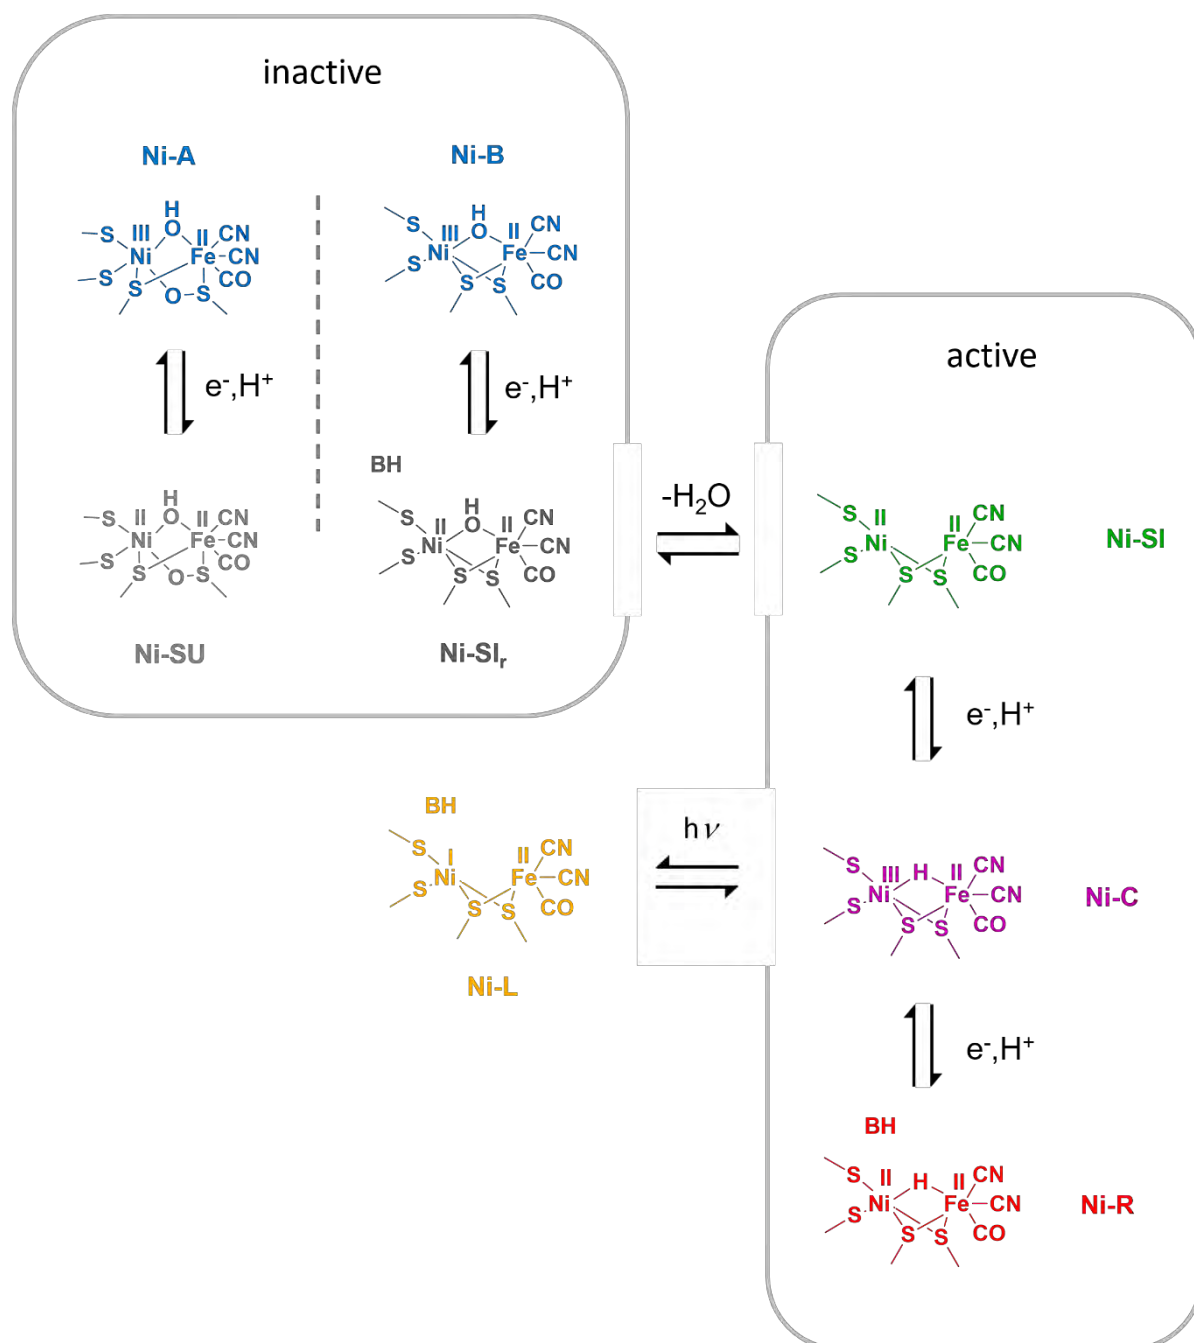 inactive
Ni-A
Ni-B
H
O
III
II
Ni
Fe
S
S
S
S
O
CN
CN
CO
H
O
III
II
Ni
Fe
S
S
S
S
CN
CN
CO
e⁻,H⁺
e⁻,H⁺
BH
H
O
II
II
Ni
Fe
S
S
S
S
O
CN
CN
CO
H
O
II
II
Ni
Fe
S
S
S
S
CN
CN
CO
Ni-SU
Ni-SIᵣ
-H₂O
active
S
II
II
Ni
Fe
S
S
S
CN
CN
CO
Ni-SI
e⁻,H⁺
BH
S
I
II
Ni
Fe
S
S
S
CN
CN
CO
Ni-L
hν
S
III
H
II
Ni
Fe
S
S
S
CN
CN
CO
Ni-C
e⁻,H⁺
BH
S
II
H
II
Ni
Fe
S
S
S
CN
CN
CO
Ni-R